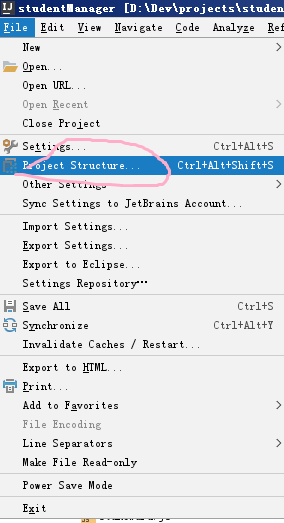 IJ studentManager [D:\Dev\projects\studen
File Edit View Navigate Code Analyze Ref
New
Open...
Open URL...
Open Recent
Close Project
Settings... Ctrl+Alt+S
Project Structure... Ctrl+Alt+Shift+S
Other Settings
Sync Settings to JetBrains Account...
Import Settings...
Export Settings...
Export to Eclipse...
Settings Repository…
Save All Ctrl+S
Synchronize Ctrl+Alt+Y
Invalidate Caches / Restart...
Export to HTML...
Print...
Add to Favorites
File Encoding
Line Separators
Make File Read-only
Power Save Mode
Exit